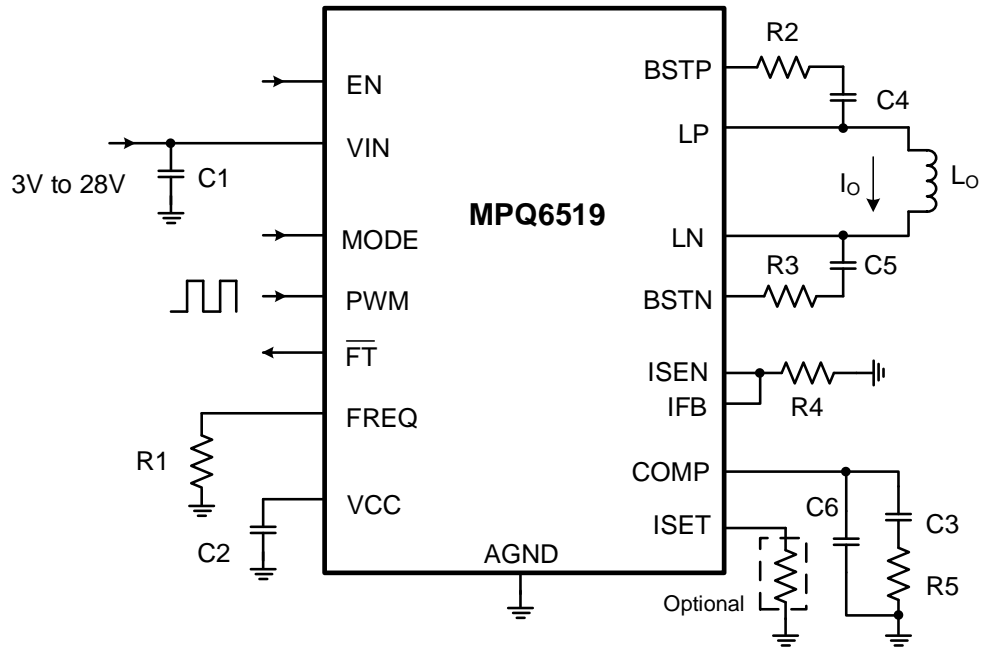 EN
VIN
3V to 28V
C1
MODE
PWM
FT
FREQ
R1
VCC
C2
AGND
MPQ6519
BSTP
R2
C4
LP
IO
LO
LN
R3
C5
BSTN
ISEN
IFB
R4
COMP
C6
C3
ISET
R5
Optional